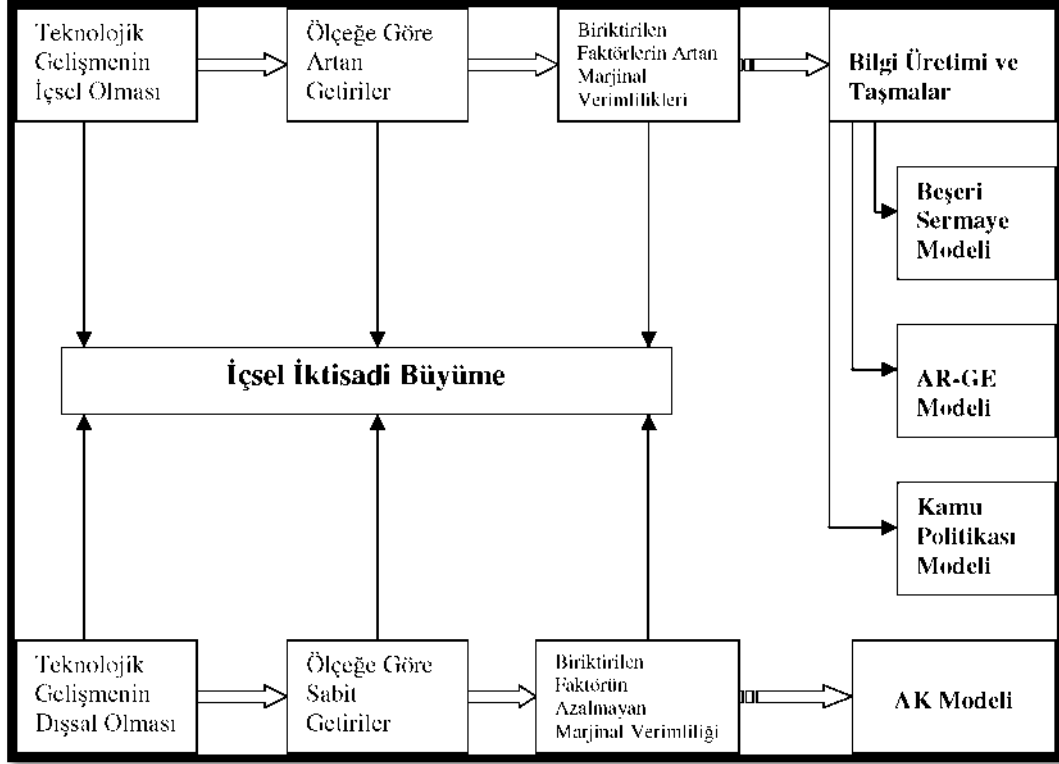 Teknolojik
Gelişmenin
İçsel Olması
Ölçeğe Göre
Artan
Getiriler
Biriktirilen
Faktörlerin Artan
Marjinal
Verimlilikleri
Bilgi Üretimi ve
Taşmalar
Beşeri
Sermaye
Modeli
İçsel İktisadi Büyüme
AR-GE
Modeli
Kamu
Politikası
Modeli
Teknolojik
Gelişmenin
Dışsal Olması
Ölçeğe Göre
Sabit
Getiriler
Biriktirilen
Faktörün
Azalmayan
Marjinal Verimliliği
AK Modeli